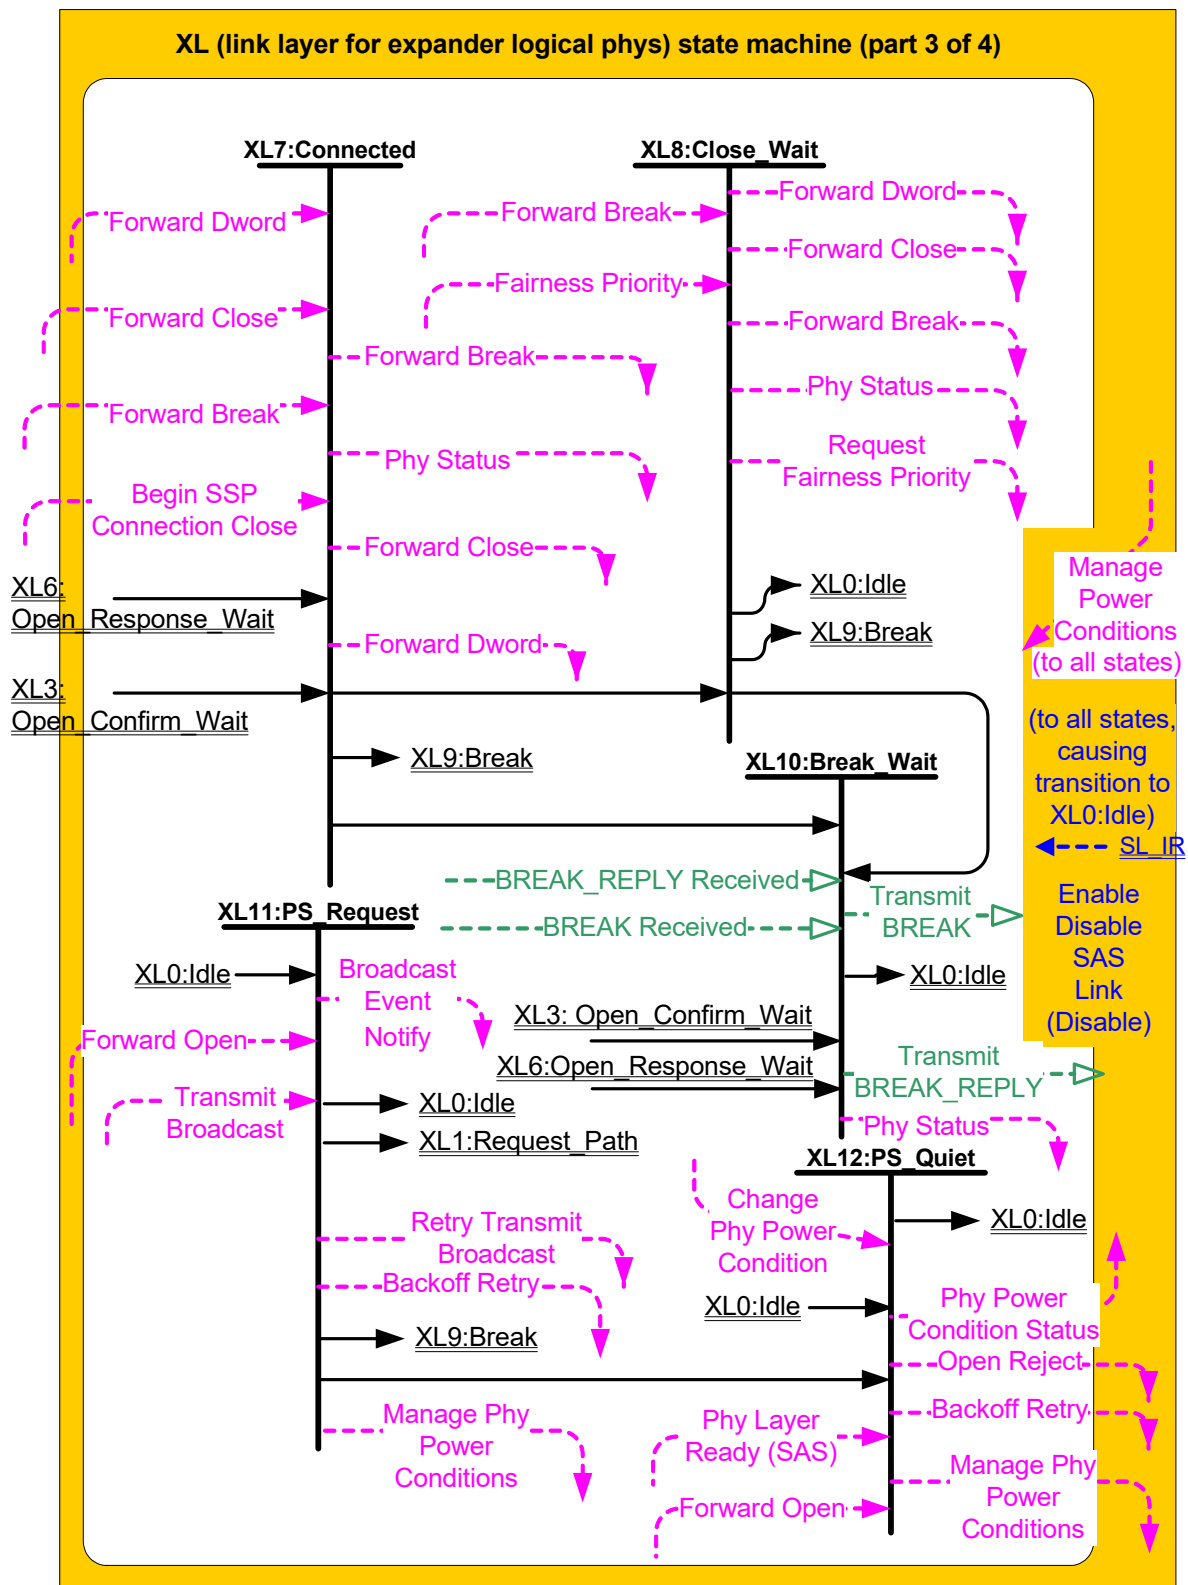 XL (link layer for expander logical phys) state machine (part 3 of 4)
XL7:Connected
XL8:Close_Wait
Forward Dword
Forward Break
Forward Dword
Forward Close
Fairness Priority
Forward Close
Forward Break
Forward Break
Phy Status
Forward Break
Phy Status
Request
Fairness Priority
Begin SSP
Connection Close
Forward Close
XL6:
Open_Response_Wait
XL0:Idle
XL9:Break
Forward Dword
XL3:
Open_Confirm_Wait
XL9:Break
Manage
Power
Conditions
(to all states)
(to all states,
causing
transition to
XL0:Idle)
SL_IR
Enable
Disable
SAS
Link
(Disable)
XL10:Break_Wait
BREAK_REPLY Received
BREAK Received
Transmit
BREAK
XL0:Idle
XL3: Open_Confirm_Wait
XL6:Open_Response_Wait
Transmit
BREAK_REPLY
Phy Status
XL11:PS_Request
XL0:Idle
Broadcast
Event
Notify
Forward Open
Transmit
Broadcast
XL0:Idle
XL1:Request_Path
Retry Transmit
Broadcast
Backoff Retry
XL9:Break
Manage Phy
Power
Conditions
XL12:PS_Quiet
Change
Phy Power
Condition
XL0:Idle
XL0:Idle
Phy Power
Condition Status
Open Reject
Backoff Retry
Phy Layer
Ready (SAS)
Manage Phy
Power
Conditions
Forward Open